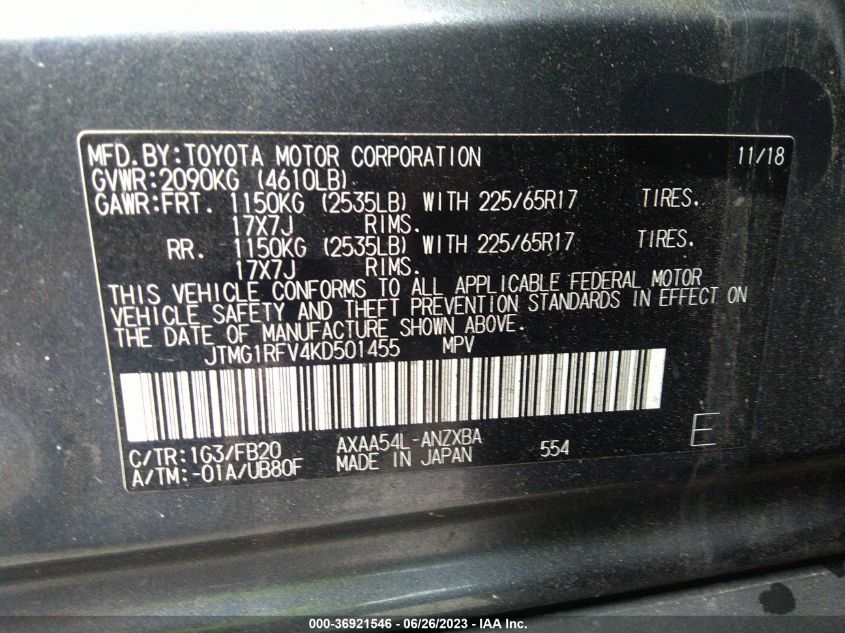 MFD.BY:TOYOTA MOTOR CORPORATION 11/18
GVWR:2090KG (4610LB)
GAWR:FRT. 1150KG (2535LB) WITH 225/65R17 TIRES.
17X7J RIMS.
RR. 1150KG (2535LB) WITH 225/65R17 TIRES.
17X7J RIMS.
THIS VEHICLE CONFORMS TO ALL APPLICABLE FEDERAL MOTOR
VEHICLE SAFETY AND THEFT PREVENTION STANDARDS IN EFFECT ON
THE DATE OF MANUFACTURE SHOWN ABOVE.
JTMG1RFV4KD501455 MPV
C/TR:1G3/FB20 AXAA54L-ANZXBA
A/TM:-01A/UB80F MADE IN JAPAN 554 E
000-36921546 06/26/2023 © IAA Inc.